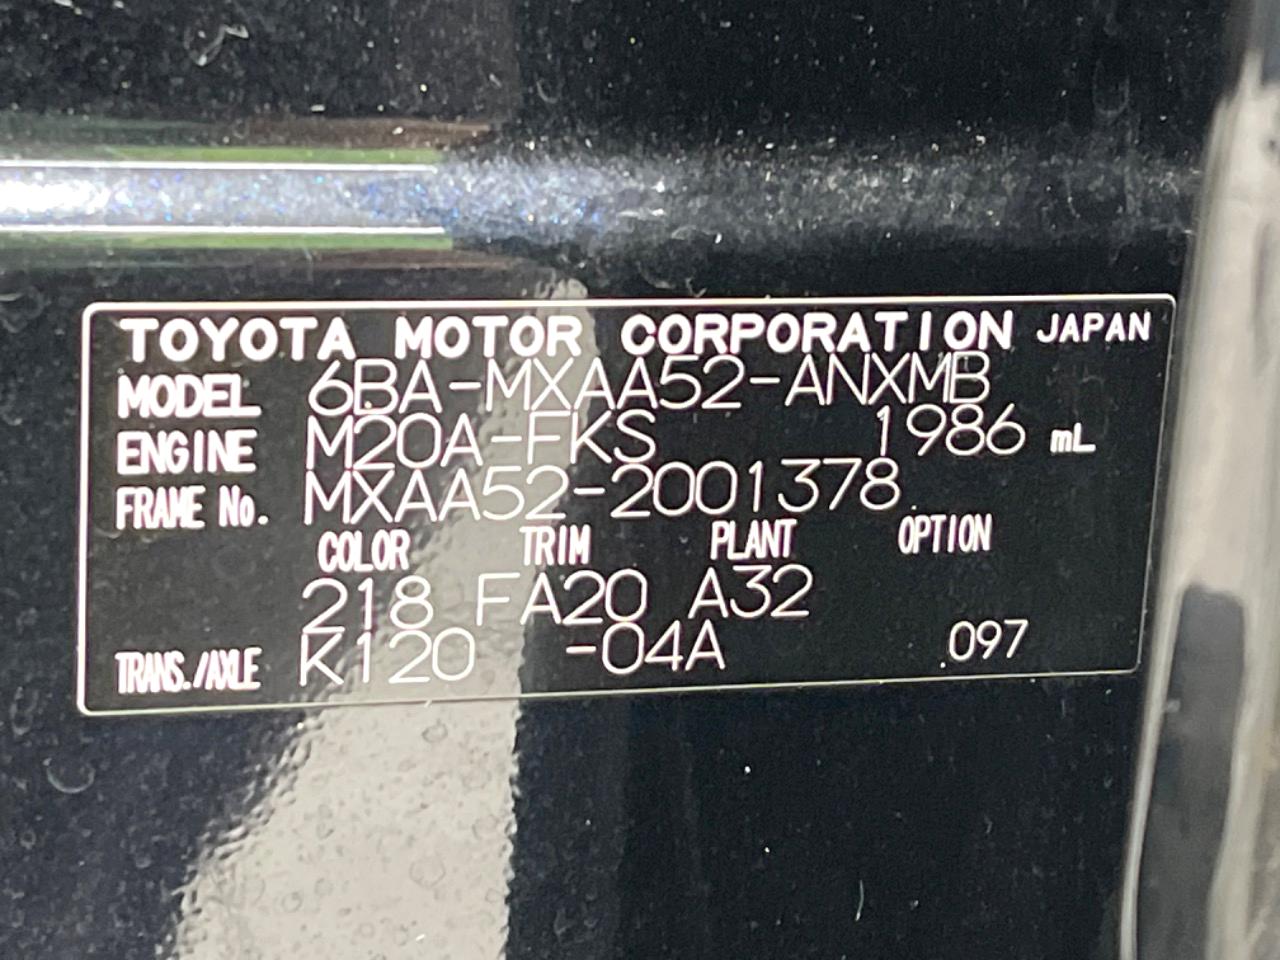 TOYOTA MOTOR CORPORATION JAPAN
MODEL 6BA-MXAA52-ANXMB
ENGINE M20A-FKS 1986 mL
FRAME No. MXAA52-2001378
COLOR TRIM PLANT OPTION
218 FA20 A32
TRANS./AXLE K120 -04A 097